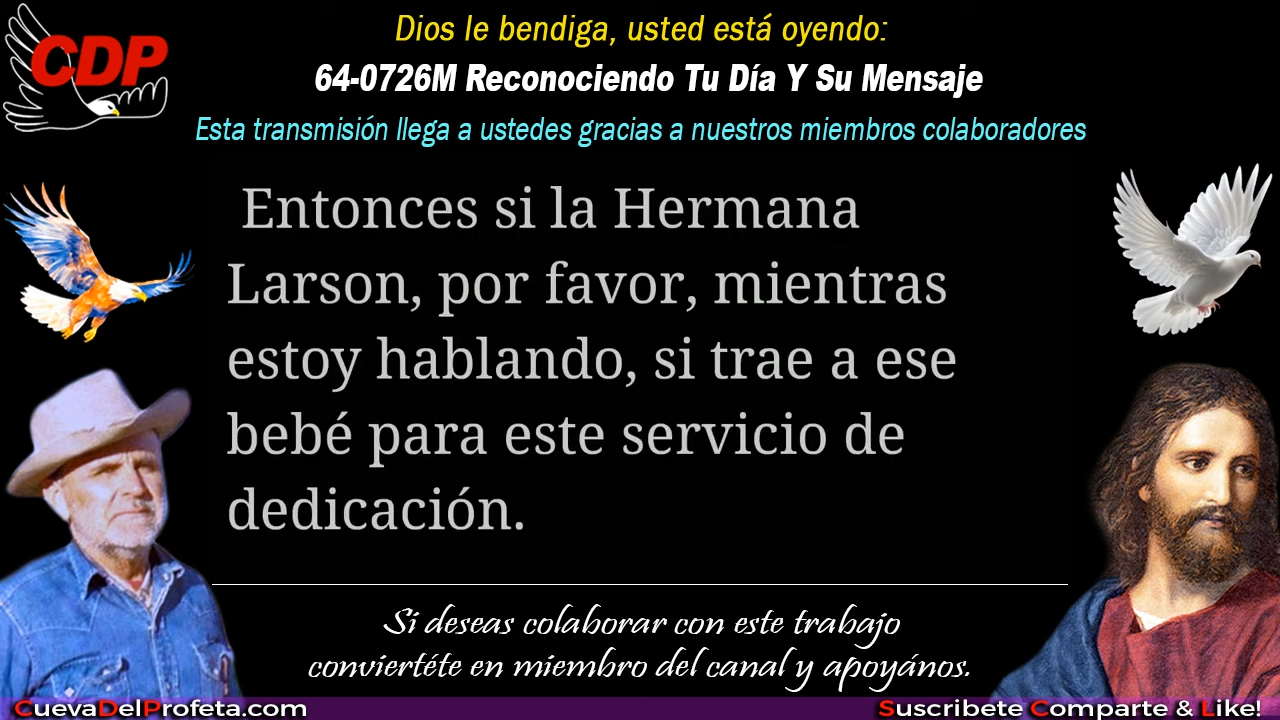 CDP
Dios le bendiga, usted está oyendo:
64-0726M Reconociendo Tu Día Y Su Mensaje
Esta transmisión llega a ustedes gracias a nuestros miembros colaboradores
Entonces si la Hermana
Larson, por favor, mientras
estoy hablando, si trae a ese
bebé para este servicio de
dedicación.
Si deseas colaborar con este trabajo
conviertéte en miembro del canal y apoyános.
CuevaDelProfeta.com
Suscribete Comparte & Like!